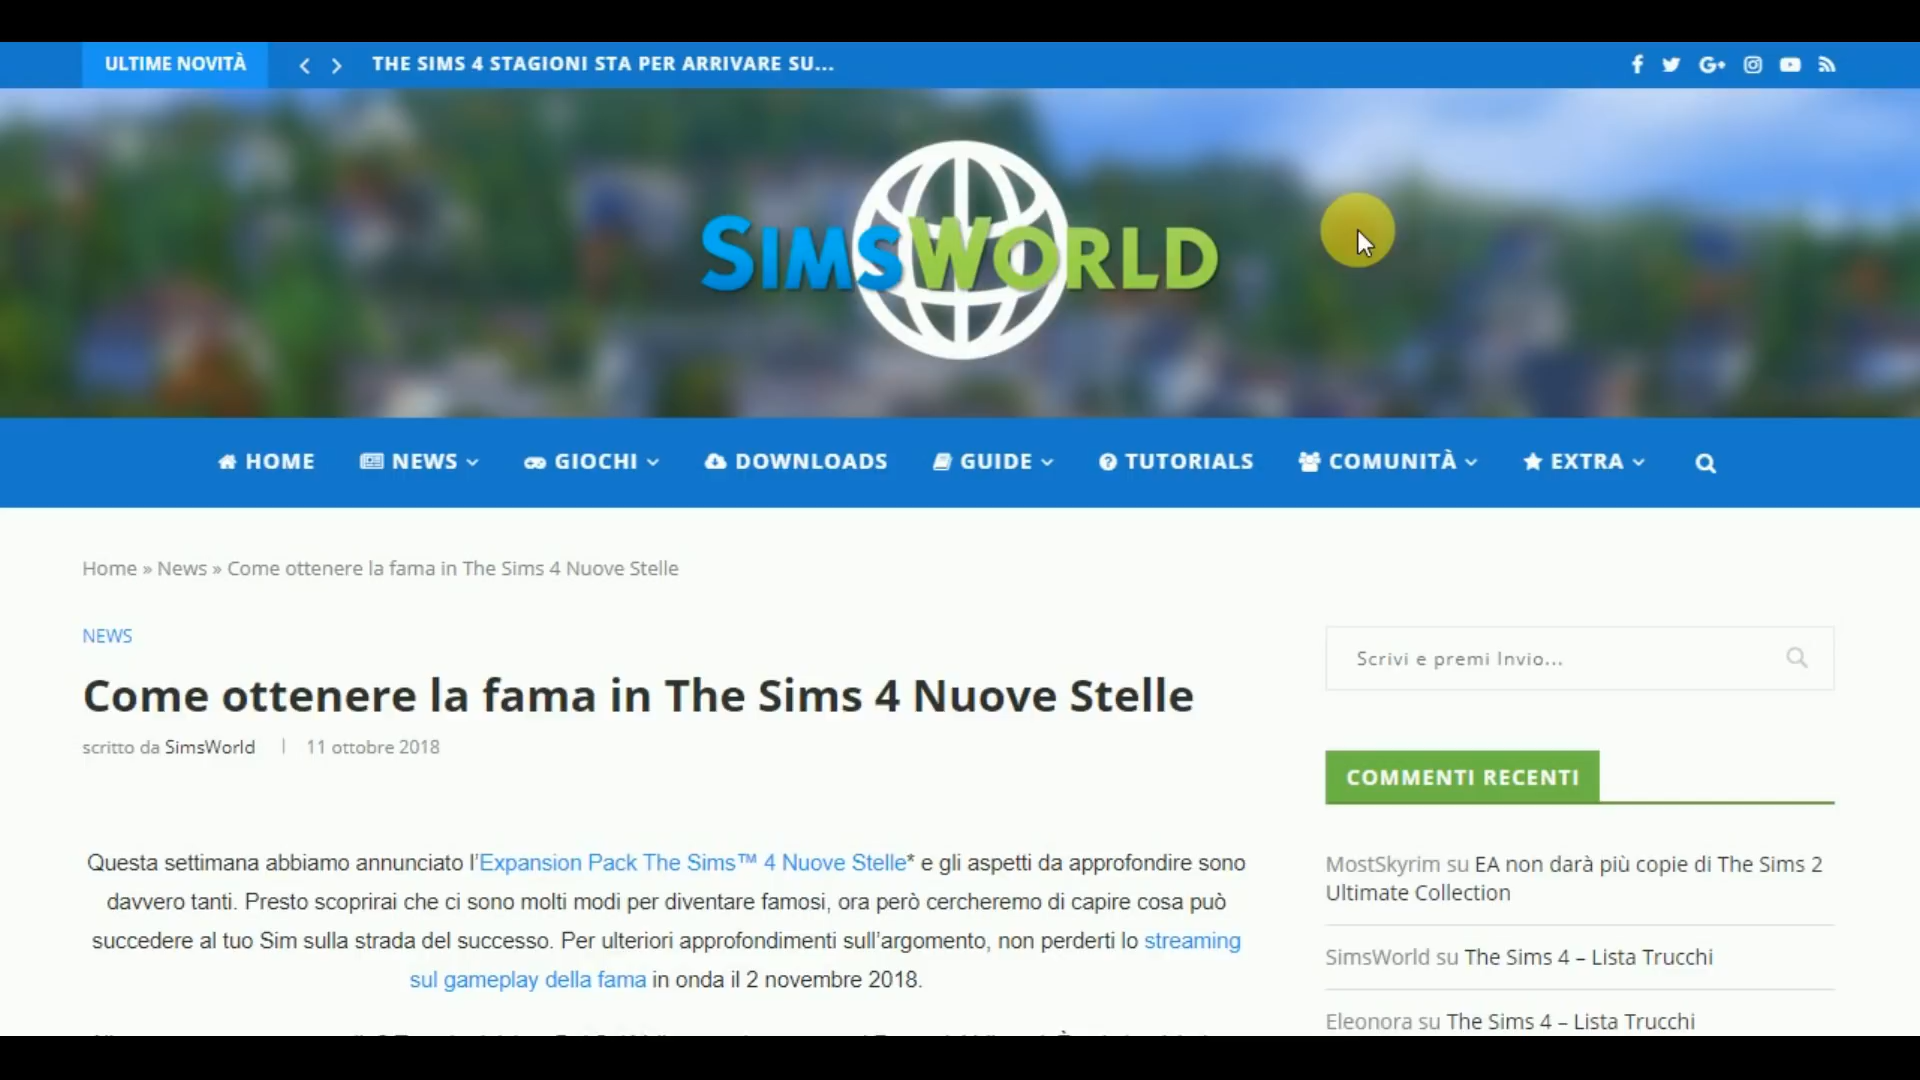 ULTIME NOVITÀ
THE SIMS 4 STAGIONI STA PER ARRIVARE SU...
G+
SIMSWORLD
HOME
NEWS
GIOCHI
DOWNLOADS
GUIDE
TUTORIALS
COMUNITÀ
EXTRA
Home » News » Come ottenere la fama in The Sims 4 Nuove Stelle
NEWS
Come ottenere la fama in The Sims 4 Nuove Stelle
scritto da SimsWorld | 11 ottobre 2018
Questa settimana abbiamo annunciato l'Expansion Pack The Sims™ 4 Nuove Stelle* e gli aspetti da approfondire sono
davvero tanti. Presto scoprirai che ci sono molti modi per diventare famosi, ora però cercheremo di capire cosa può
succedere al tuo Sim sulla strada del successo. Per ulteriori approfondimenti sull'argomento, non perderti lo streaming
sul gameplay della fama in onda il 2 novembre 2018.
Scrivi e premi Invio...
COMMENTI RECENTI
MostSkyrim su EA non darà più copie di The Sims 2
Ultimate Collection
SimsWorld su The Sims 4 – Lista Trucchi
Eleonora su The Sims 4 – Lista Trucchi